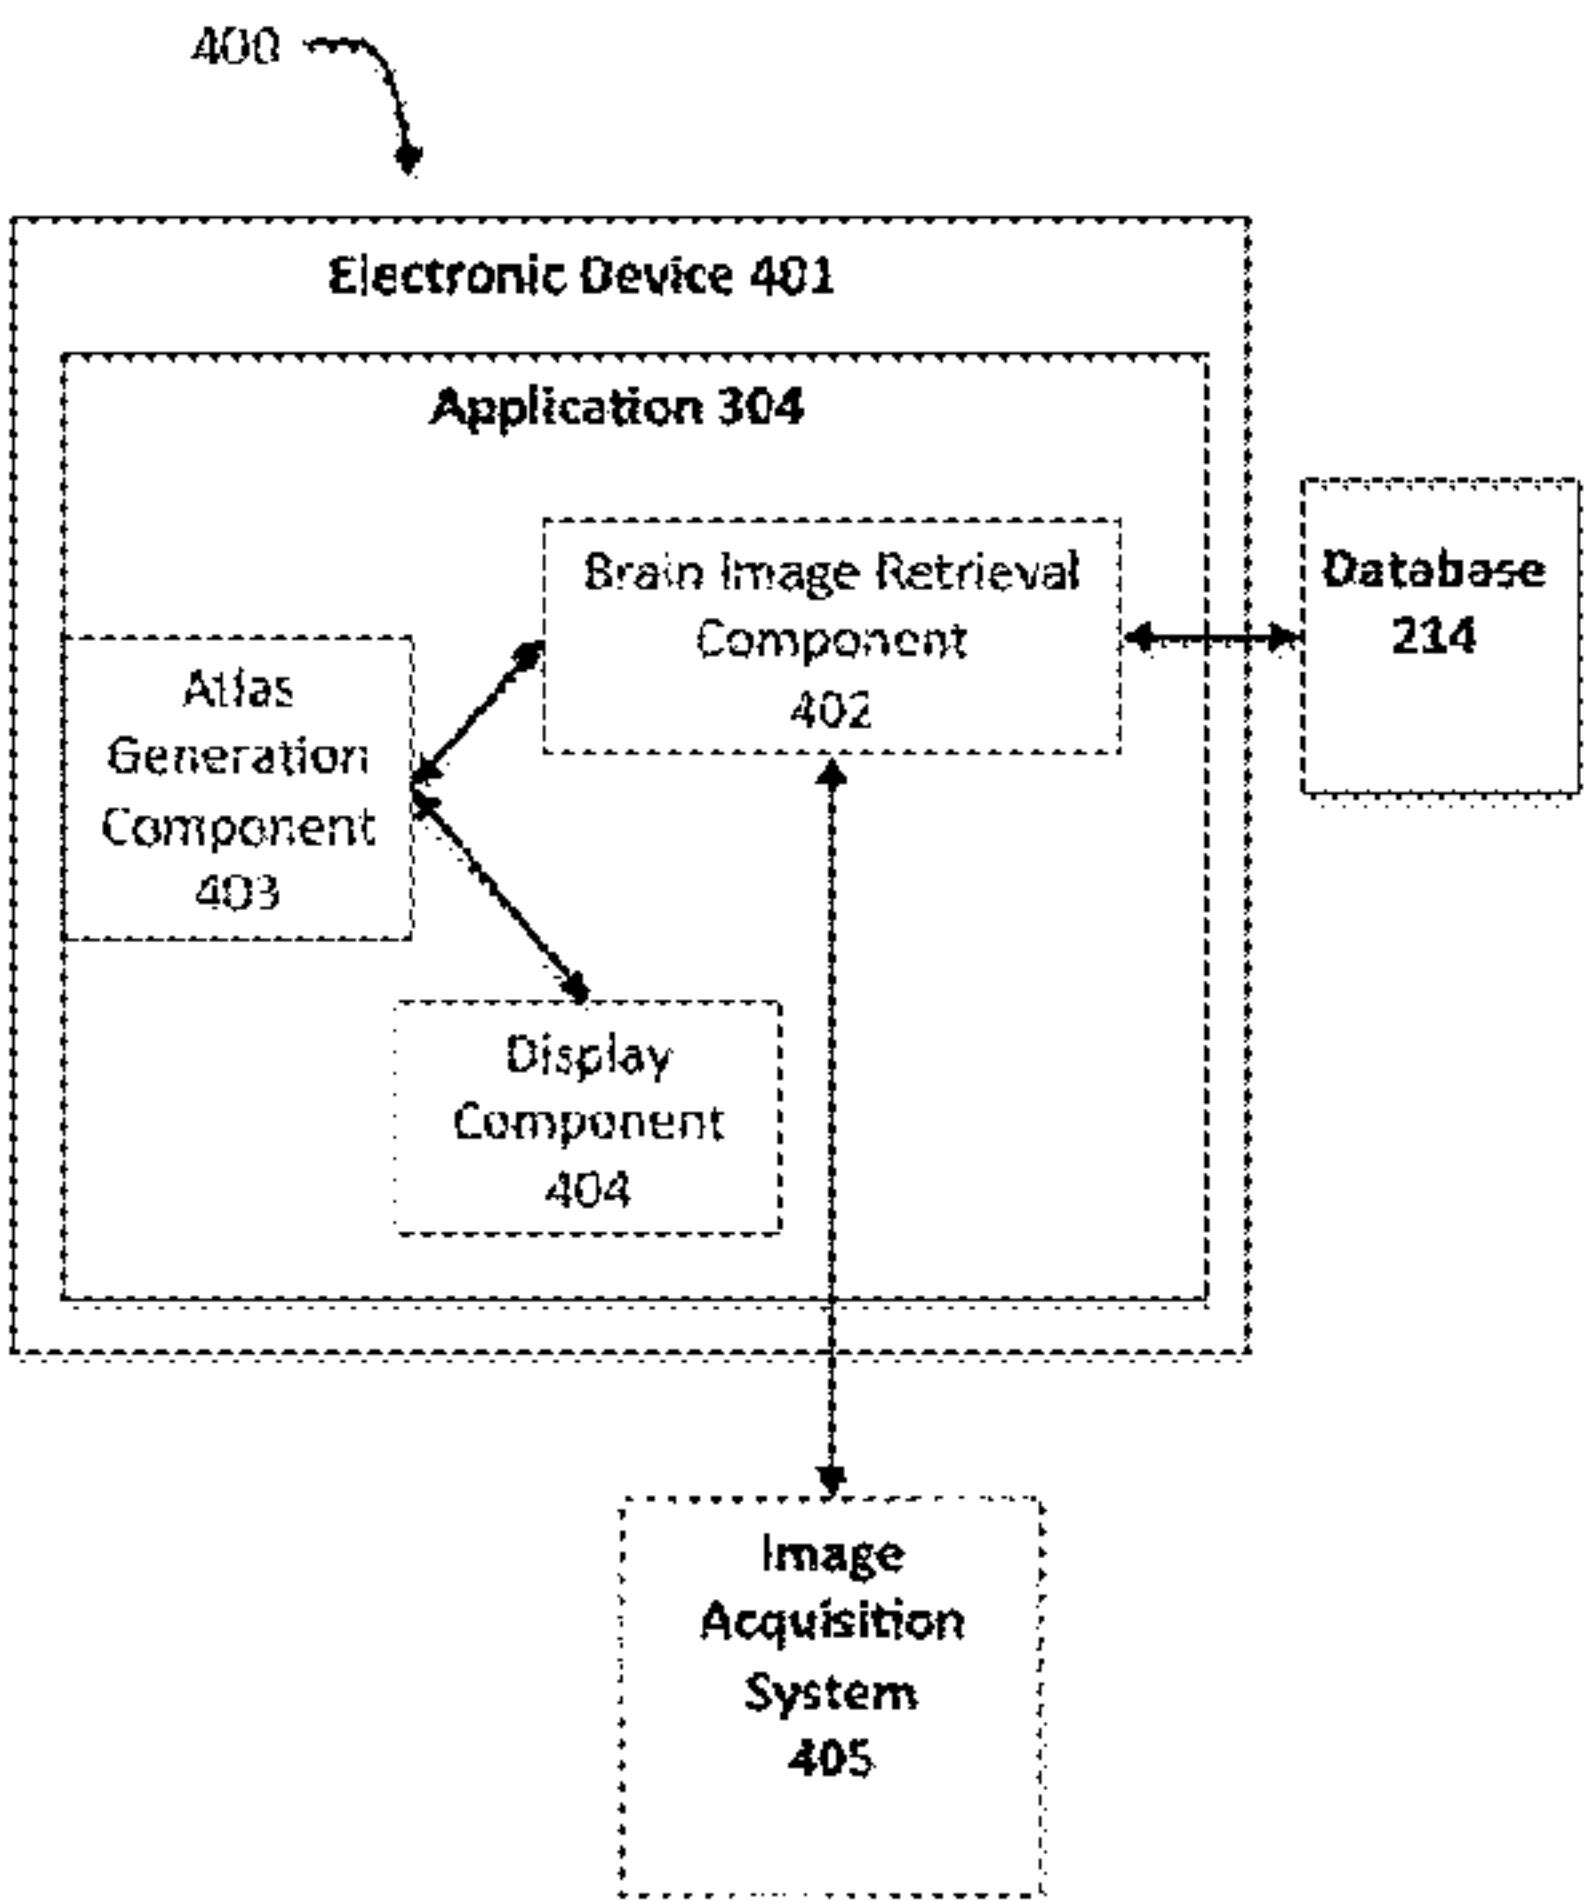 400
Electronic Device 401
Application 304
Brain Image Retrieval
Component
402
Database
214
Atlas
Generation
Component
403
Display
Component
404
Image
Acquisition
System
405